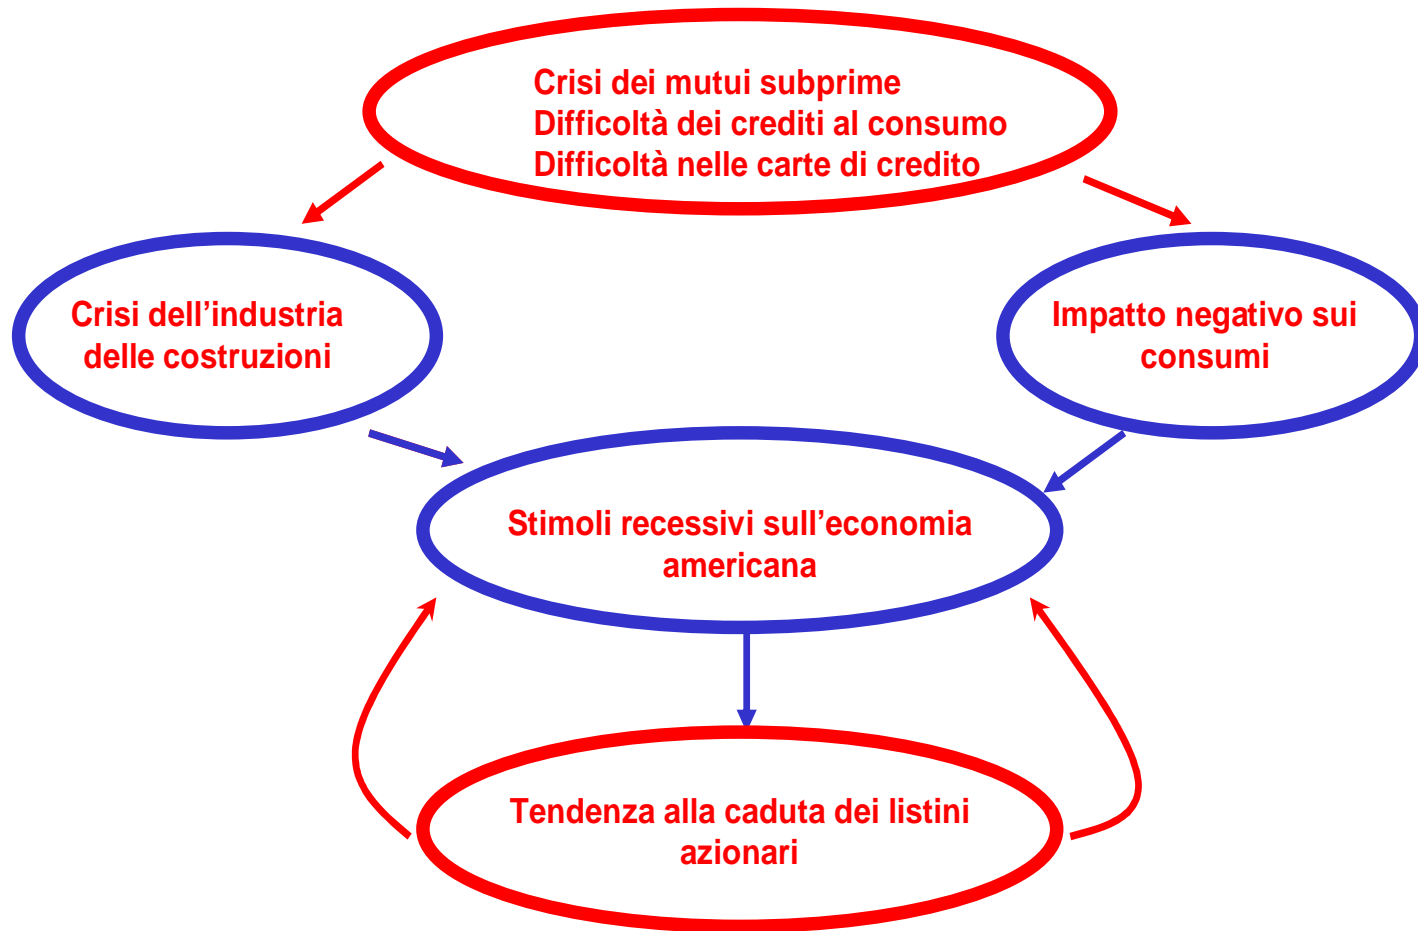 Crisi dei mutui subprime
Difficoltà dei crediti al consumo
Difficoltà nelle carte di credito
Crisi dell’industria
delle costruzioni
Impatto negativo sui
consumi
Stimoli recessivi sull’economia
americana
Tendenza alla caduta dei listini
azionari